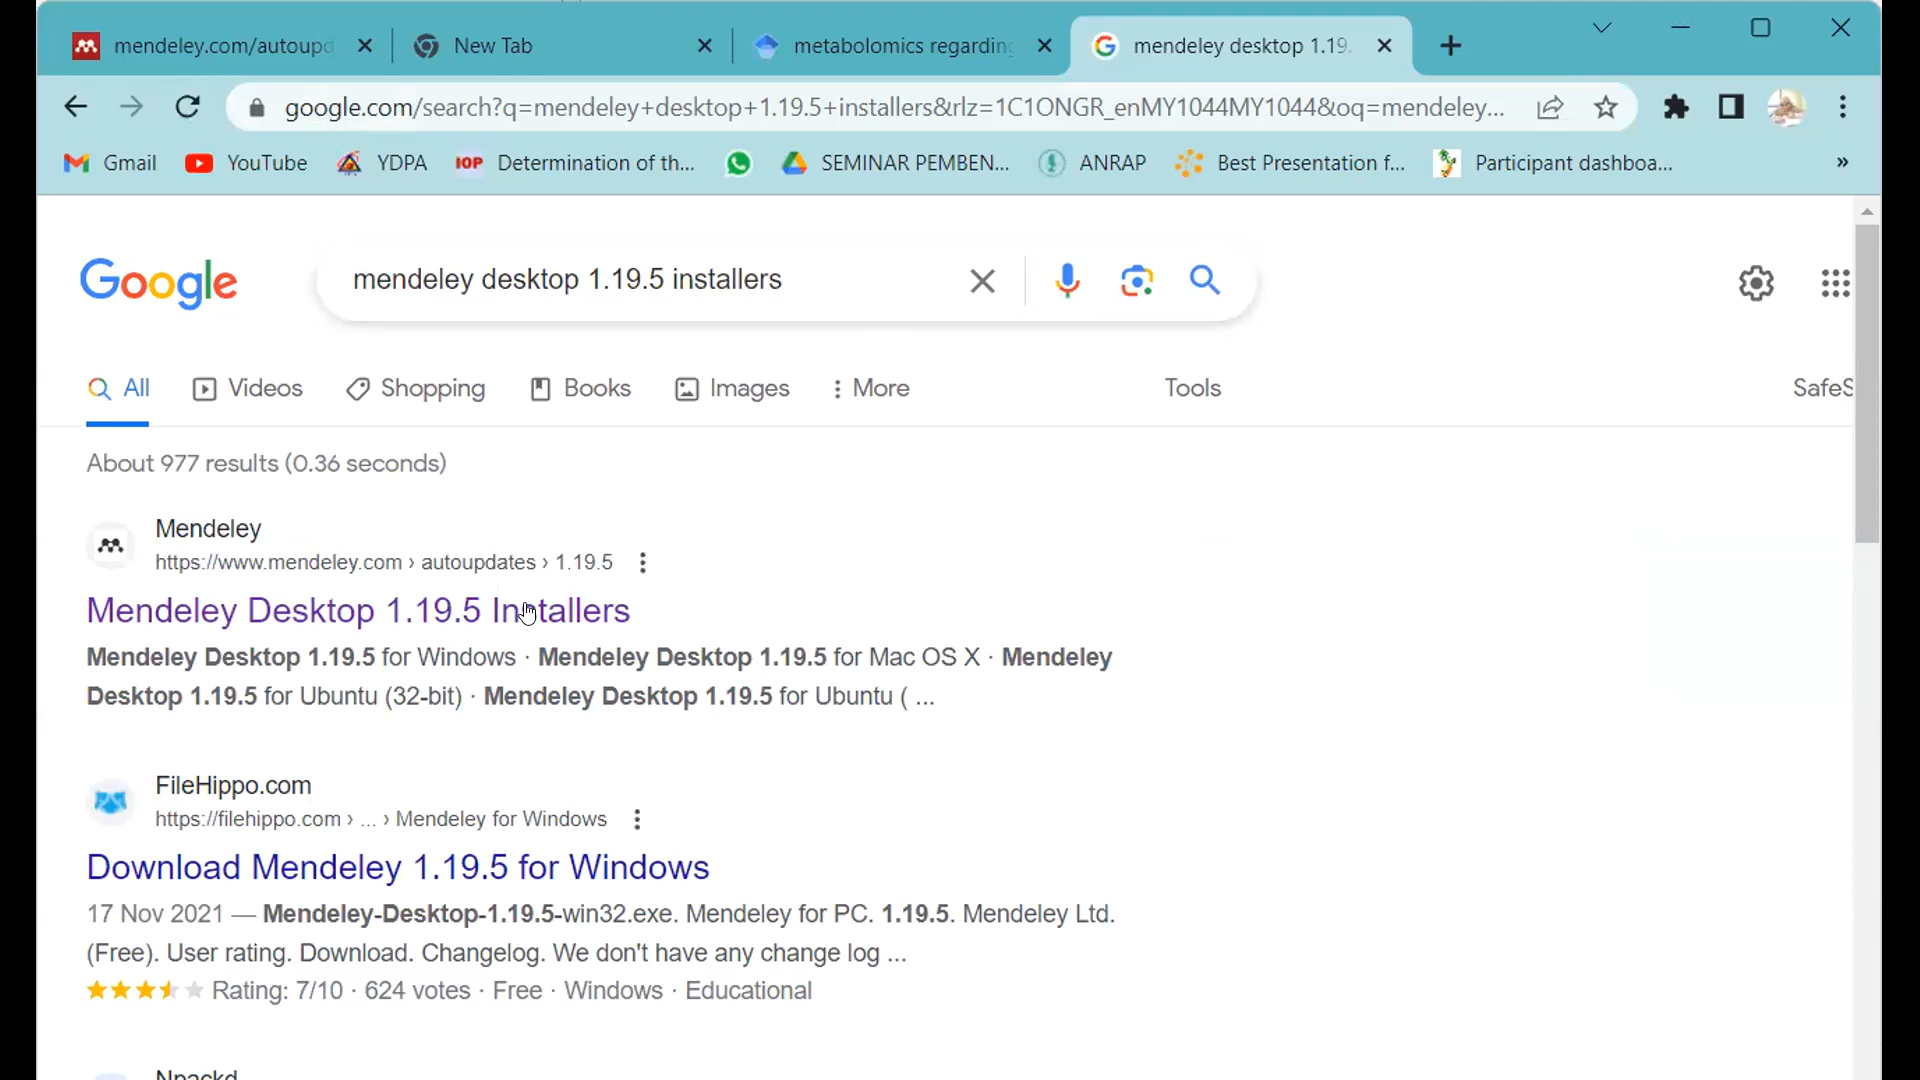 mendeley.com/autoupd
New Tab
metabolomics regarding
mendeley desktop 1.19.
google.com/search?q=mendeley+desktop+1.19.5+installers&rlz=1C1ONGR_enMY1044MY1044&oq=mendeley...
Gmail
YouTube
YDPA
IOP
Determination of th...
SEMINAR PEMBEN...
ANRAP
Best Presentation f...
Participant dashboa...
»
Google
mendeley desktop 1.19.5 installers
All
Videos
Shopping
Books
Images
More
Tools
SafeS
About 977 results (0.36 seconds)
Mendeley
https://www.mendeley.com › autoupdates › 1.19.5
Mendeley Desktop 1.19.5 Installers
Mendeley Desktop 1.19.5 for Windows · Mendeley Desktop 1.19.5 for Mac OS X · Mendeley
Desktop 1.19.5 for Ubuntu (32-bit) · Mendeley Desktop 1.19.5 for Ubuntu ( ...
FileHippo.com
https://filehippo.com › ... › Mendeley for Windows
Download Mendeley 1.19.5 for Windows
17 Nov 2021 — Mendeley-Desktop-1.19.5-win32.exe. Mendeley for PC. 1.19.5. Mendeley Ltd.
(Free). User rating. Download. Changelog. We don't have any change log ...
Rating: 7/10 · 624 votes · Free · Windows · Educational
Npackd